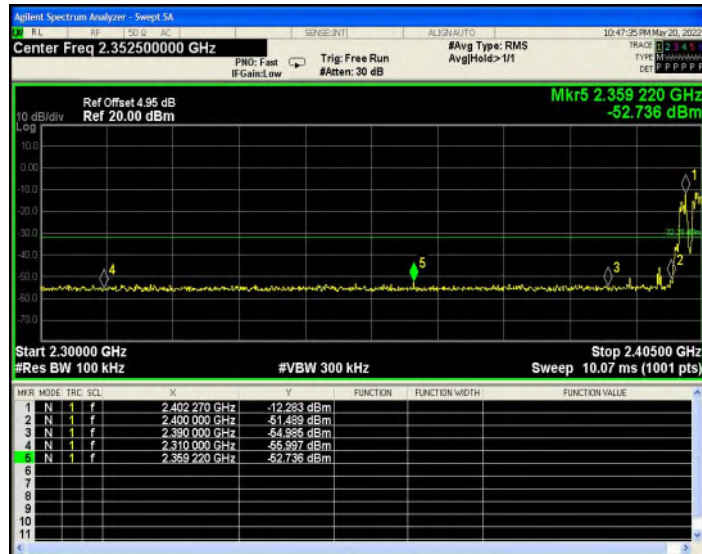 Agilent Spectrum Analyzer - Swept SA
RL RF 50 Ω AC SENSE:INT ALIGNAUTO 10:47:35 PM May 20, 2022
Center Freq 2.352500000 GHz #Avg Type: RMS TRACE 1 2 3 4 5
PNO: Fast Trig: Free Run Avg|Hold:>1/1 TYPE M
IFGain:Low #Atten: 30 dB DET P P P P P
Mkr5 2.359 220 GHz
Ref Offset 4.95 dB
10 dB/div Ref 20.00 dBm -52.736 dBm
Log
10.0
0.00
-10.0
-20.0
-30.0
-40.0
-50.0
-60.0
-70.0
1
2
3
4
5
Start 2.30000 GHz Stop 2.40500 GHz
#Res BW 100 kHz #VBW 300 kHz Sweep 10.07 ms (1001 pts)
MKR MODE TRC SCL X Y FUNCTION FUNCTION WIDTH FUNCTION VALUE
1 N 1 f 2.402 270 GHz -12.283 dBm
2 N 1 f 2.400 000 GHz -51.489 dBm
3 N 1 f 2.390 000 GHz -54.985 dBm
4 N 1 f 2.310 000 GHz -55.997 dBm
5 N 1 f 2.359 220 GHz -52.736 dBm
6
7
8
9
10
11